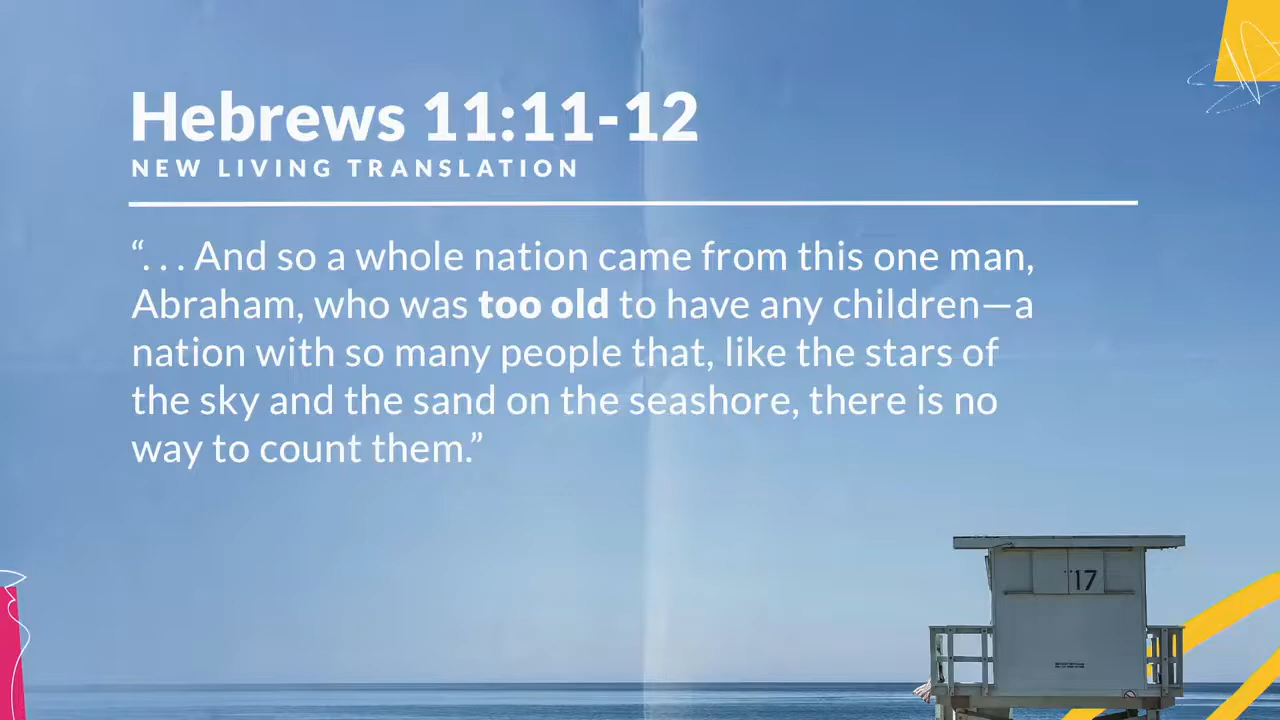 Hebrews 11:11-12
NEW LIVING TRANSLATION
“. . . And so a whole nation came from this one man,
Abraham, who was too old to have any children—a
nation with so many people that, like the stars of
the sky and the sand on the seashore, there is no
way to count them.”
'17